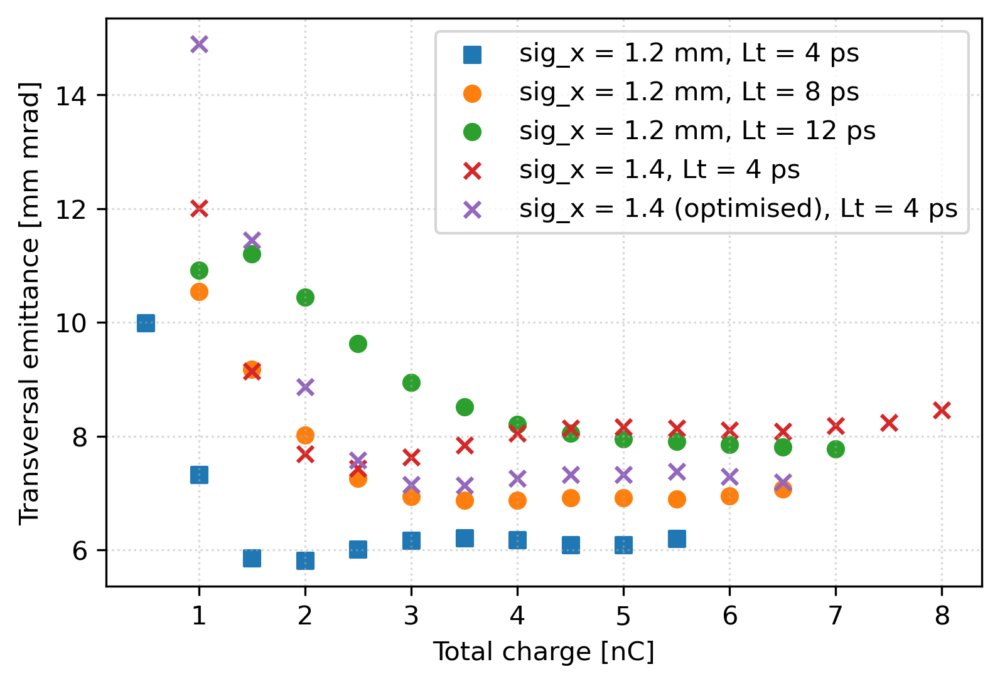 14
12
10
8
6
Transversal emittance [mm mrad]
sig_x = 1.2 mm, Lt = 4 ps
sig_x = 1.2 mm, Lt = 8 ps
sig_x = 1.2 mm, Lt = 12 ps
sig_x = 1.4, Lt = 4 ps
sig_x = 1.4 (optimised), Lt = 4 ps
1 2 3 4 5 6 7 8
Total charge [nC]